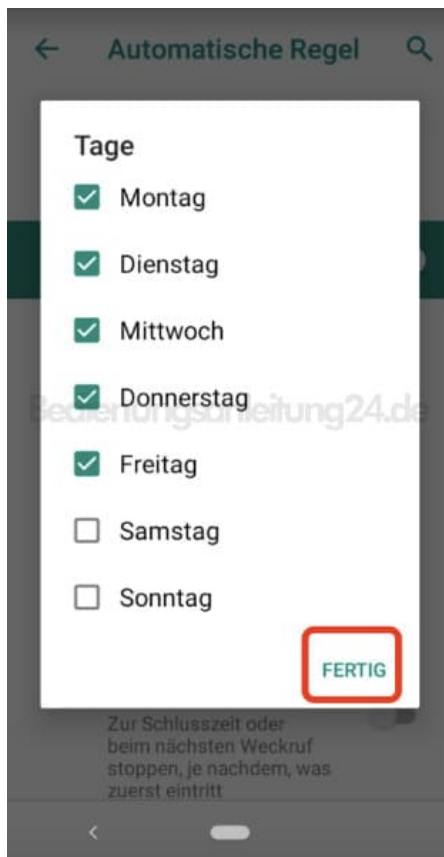 Automatische Regel
Tage
Montag
Dienstag
Mittwoch
Donnerstag
Bedienungsanleitung24.de
Freitag
Samstag
Sonntag
FERTIG
Zur Schlusszeit oder
beim nächsten Weckruf
stoppen, je nachdem, was
zuerst eintritt